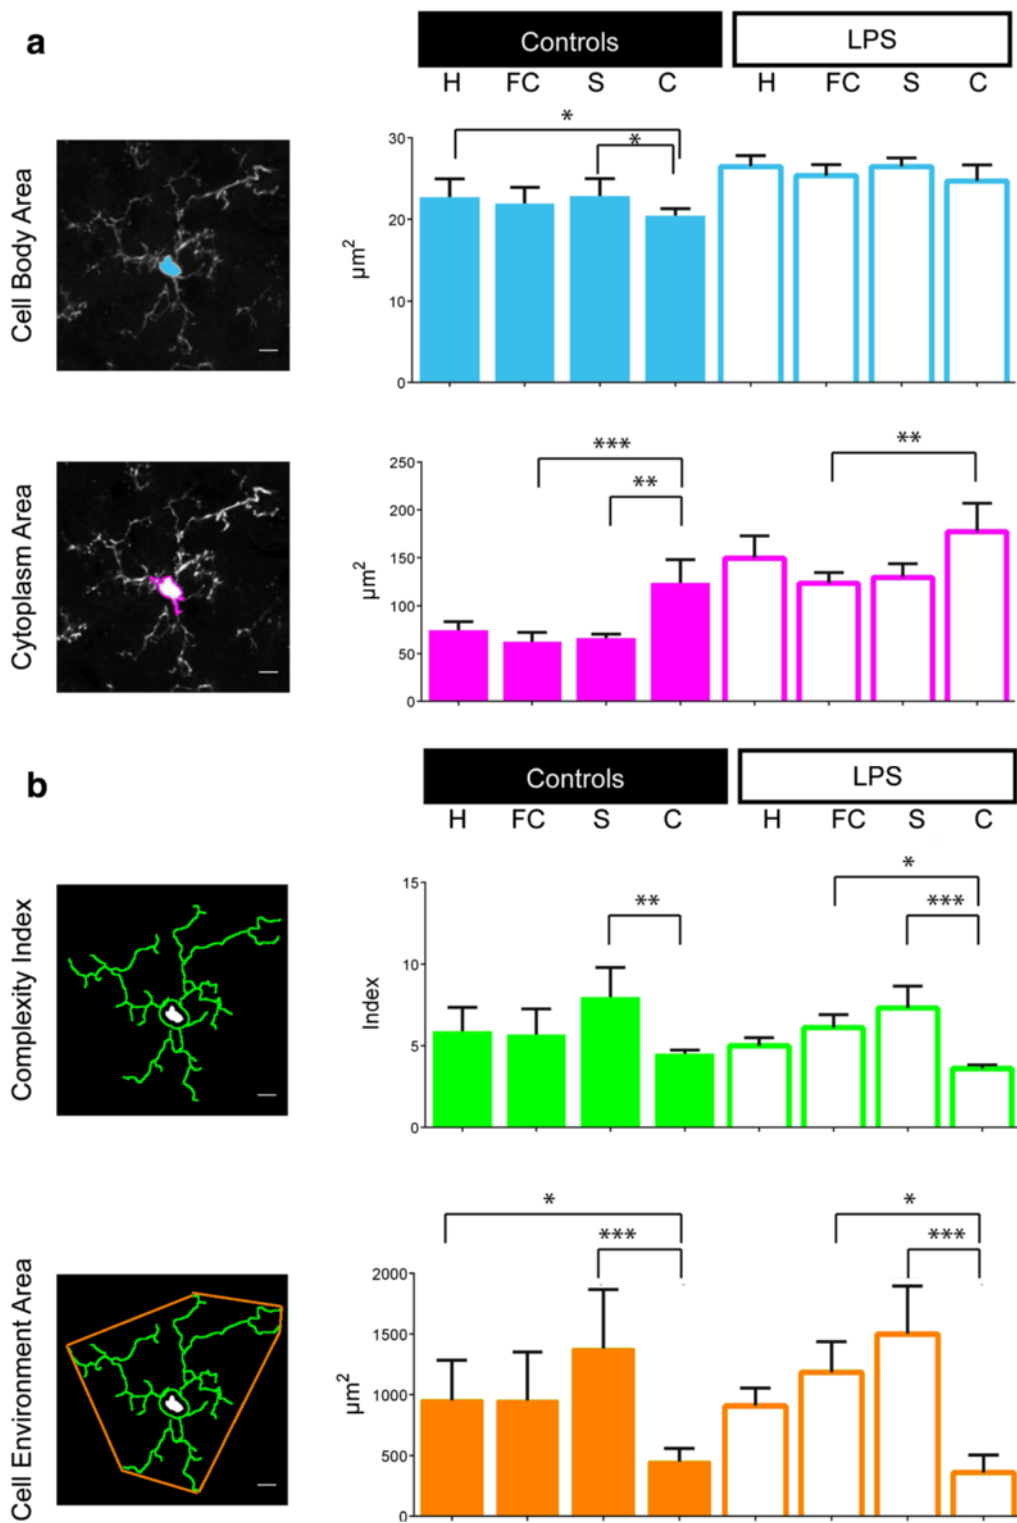 a
Controls
LPS
H FC S C H FC S C
Cell Body Area
µm²
30
20
10
0
*
*
Cytoplasm Area
µm²
250
200
150
100
50
0
***
**
**
b
Controls
LPS
H FC S C H FC S C
Complexity Index
Index
15
10
5
0
**
*
***
Cell Environment Area
µm²
2000
1500
1000
500
0
*
***
*
***